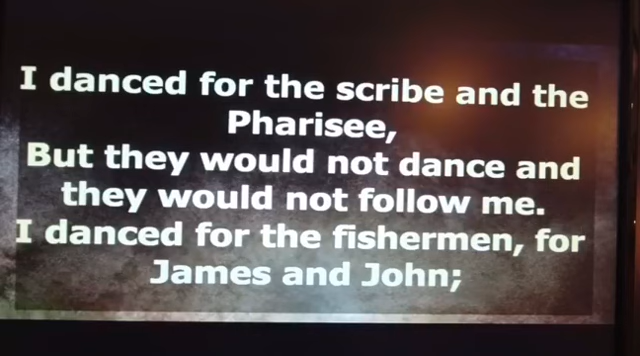 I danced for the scribe and the
Pharisee,
But they would not dance and
they would not follow me.
I danced for the fishermen, for
James and John;